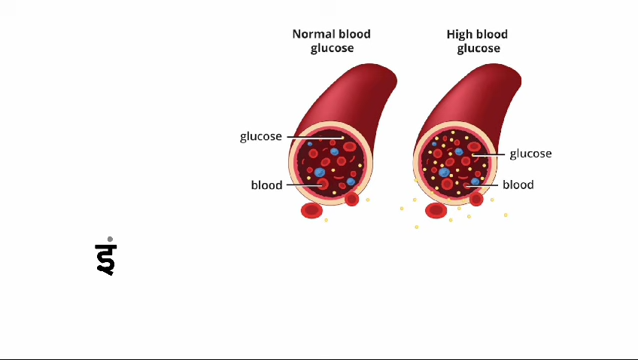 Normal blood
glucose
High blood
glucose
glucose
blood
glucose
blood
इं